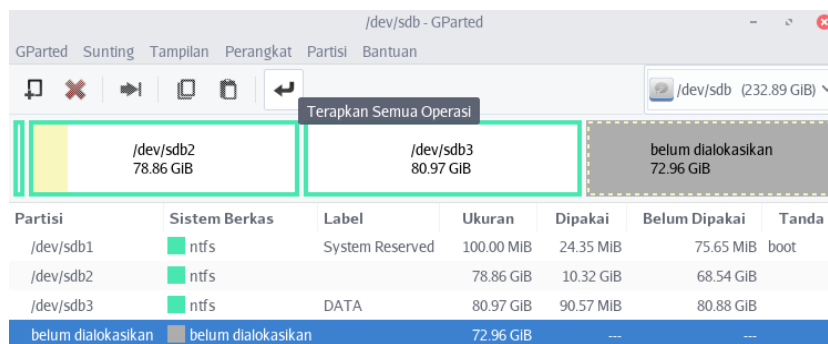 /dev/sdb - GParted
GParted Sunting Tampilan Perangkat Partisi Bantuan
/dev/sdb (232.89 GiB)
Terapkan Semua Operasi
/dev/sdb2
78.86 GiB
/dev/sdb3
80.97 GiB
belum dialokasikan
72.96 GiB
Partisi Sistem Berkas Label Ukuran Dipakai Belum Dipakai Tanda
/dev/sdb1 ntfs System Reserved 100.00 MiB 24.35 MiB 75.65 MiB boot
/dev/sdb2 ntfs 78.86 GiB 10.32 GiB 68.54 GiB
/dev/sdb3 ntfs DATA 80.97 GiB 90.57 MiB 80.88 GiB
belum dialokasikan belum dialokasikan 72.96 GiB --- ---